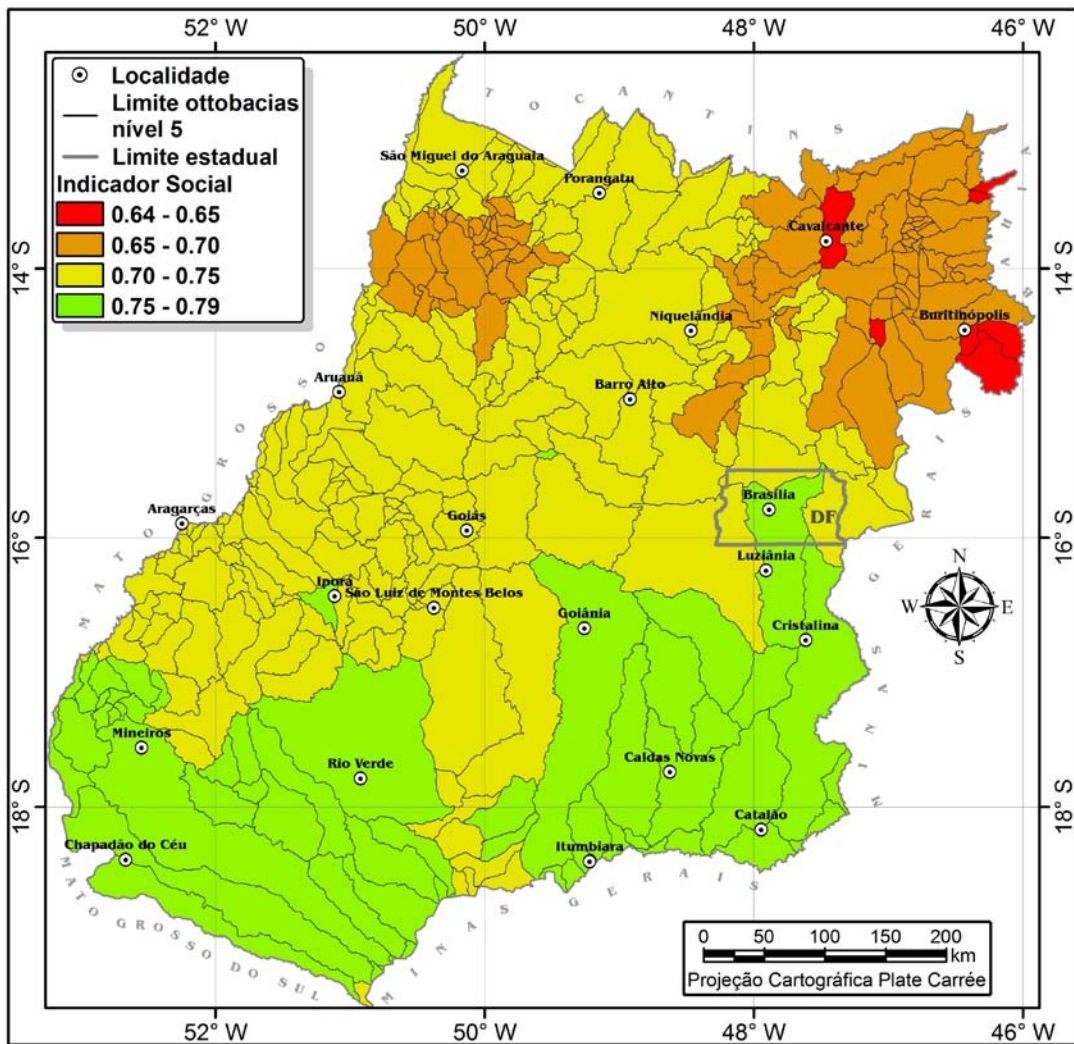 52° W 50° W 48° W 46° W
Localidade
Limite ottobacias
nível 5
Limite estadual
Indicador Social
0.64 - 0.65
0.65 - 0.70
0.70 - 0.75
0.75 - 0.79
TOCANTINS
BAHIA
São Miguel do Araguaia
Porangatu
Cavalcante
14° S 14° S
Niquelândia
Buritinópolis
MATO GROSSO
Aruanã
Barro Alto
MINAS GERAIS
Brasília
DF
Aragarças
Goiás
16° S 16° S
Luziânia
Iporá
São Luiz de Montes Belos
Goiânia
Cristalina
N
W E
S
Mineiros
Rio Verde
Caldas Novas
18° S 18° S
Catalão
Chapadão do Céu
Itumbiara
MATO GROSSO DO SUL
MINAS GERAIS
0 50 100 150 200
km
Projeção Cartográfica Plate Carrée
52° W 50° W 48° W 46° W